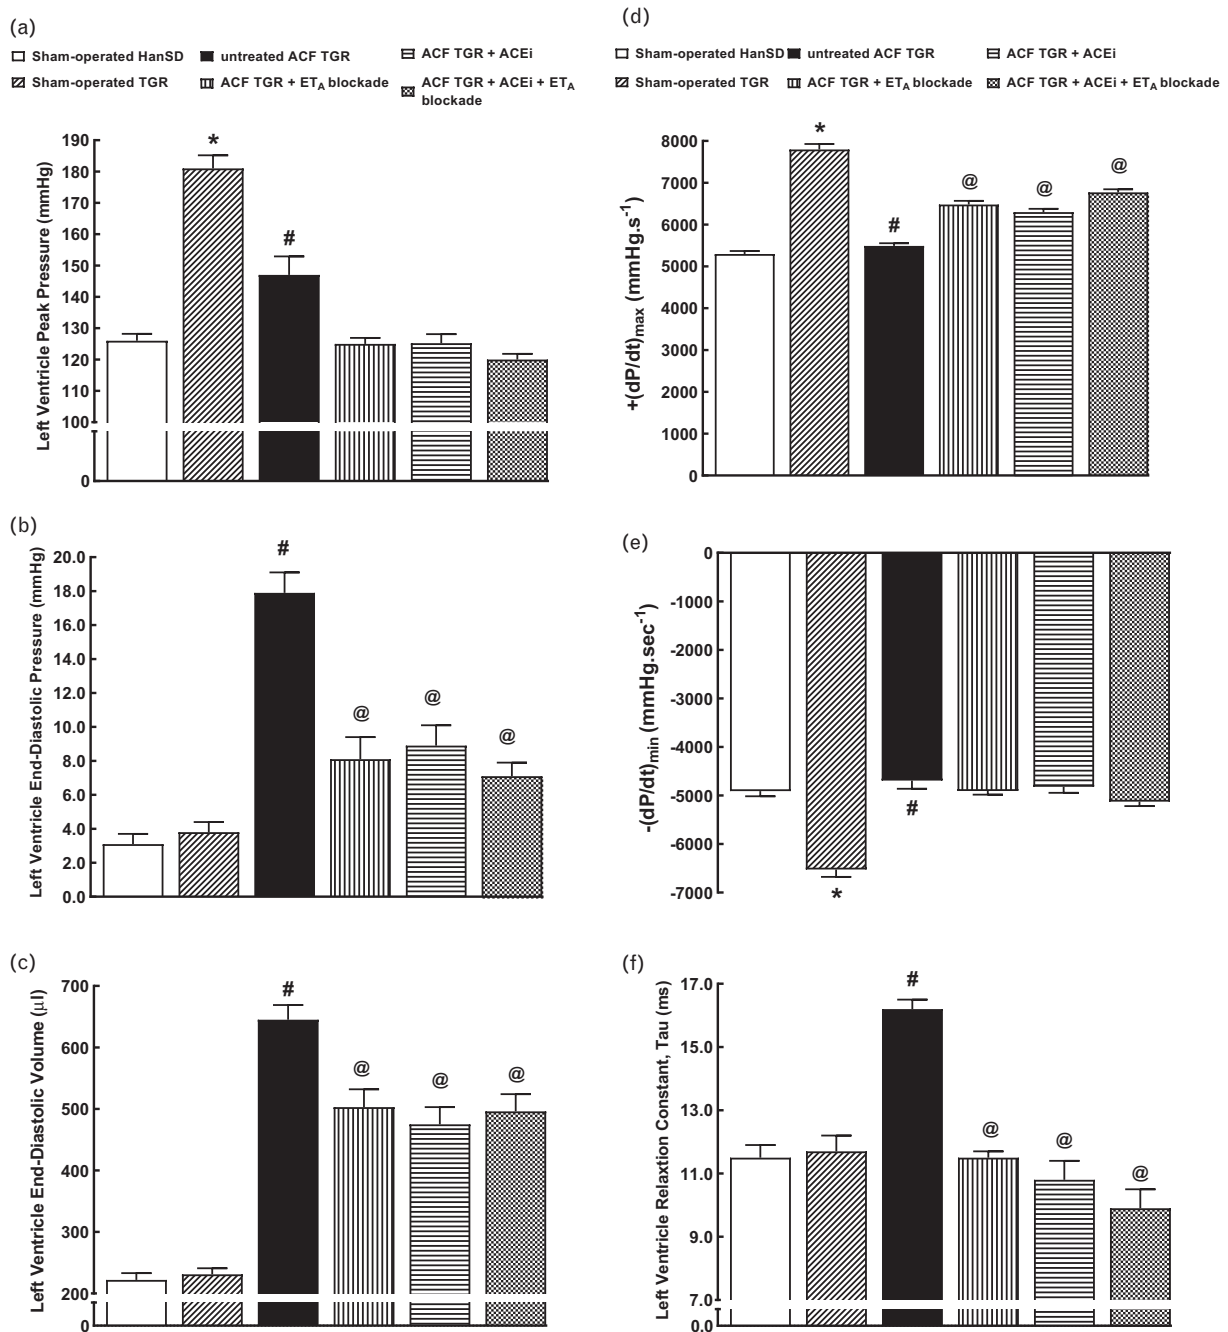 (a)
Sham-operated HanSD
untreated ACF TGR
ACF TGR + ACEi
Sham-operated TGR
ACF TGR + ETA blockade
ACF TGR + ACEi + ETA
blockade
Left Ventricle Peak Pressure (mmHg)
190
180
170
160
150
140
130
120
110
100
0
*
#
(b)
Left Ventricle End-Diastolic Pressure (mmHg)
20.0
18.0
16.0
14.0
12.0
10.0
8.0
6.0
4.0
2.0
0.0
#
@
@
@
(c)
Left Ventricle End-Diastolic Volume (µl)
700
600
500
400
300
200
0
#
@
@
@
(d)
Sham-operated HanSD
untreated ACF TGR
ACF TGR + ACEi
Sham-operated TGR
ACF TGR + ETA blockade
ACF TGR + ACEi + ETA blockade
+(dP/dt)max (mmHg.s-1)
8000
7000
6000
5000
4000
3000
2000
1000
0
*
#
@
@
@
(e)
-(dP/dt)min (mmHg.sec-1)
0
-1000
-2000
-3000
-4000
-5000
-6000
-7000
*
#
(f)
Left Ventricle Relaxtion Constant, Tau (ms)
17.0
15.0
13.0
11.0
9.0
7.0
0.0
#
@
@
@